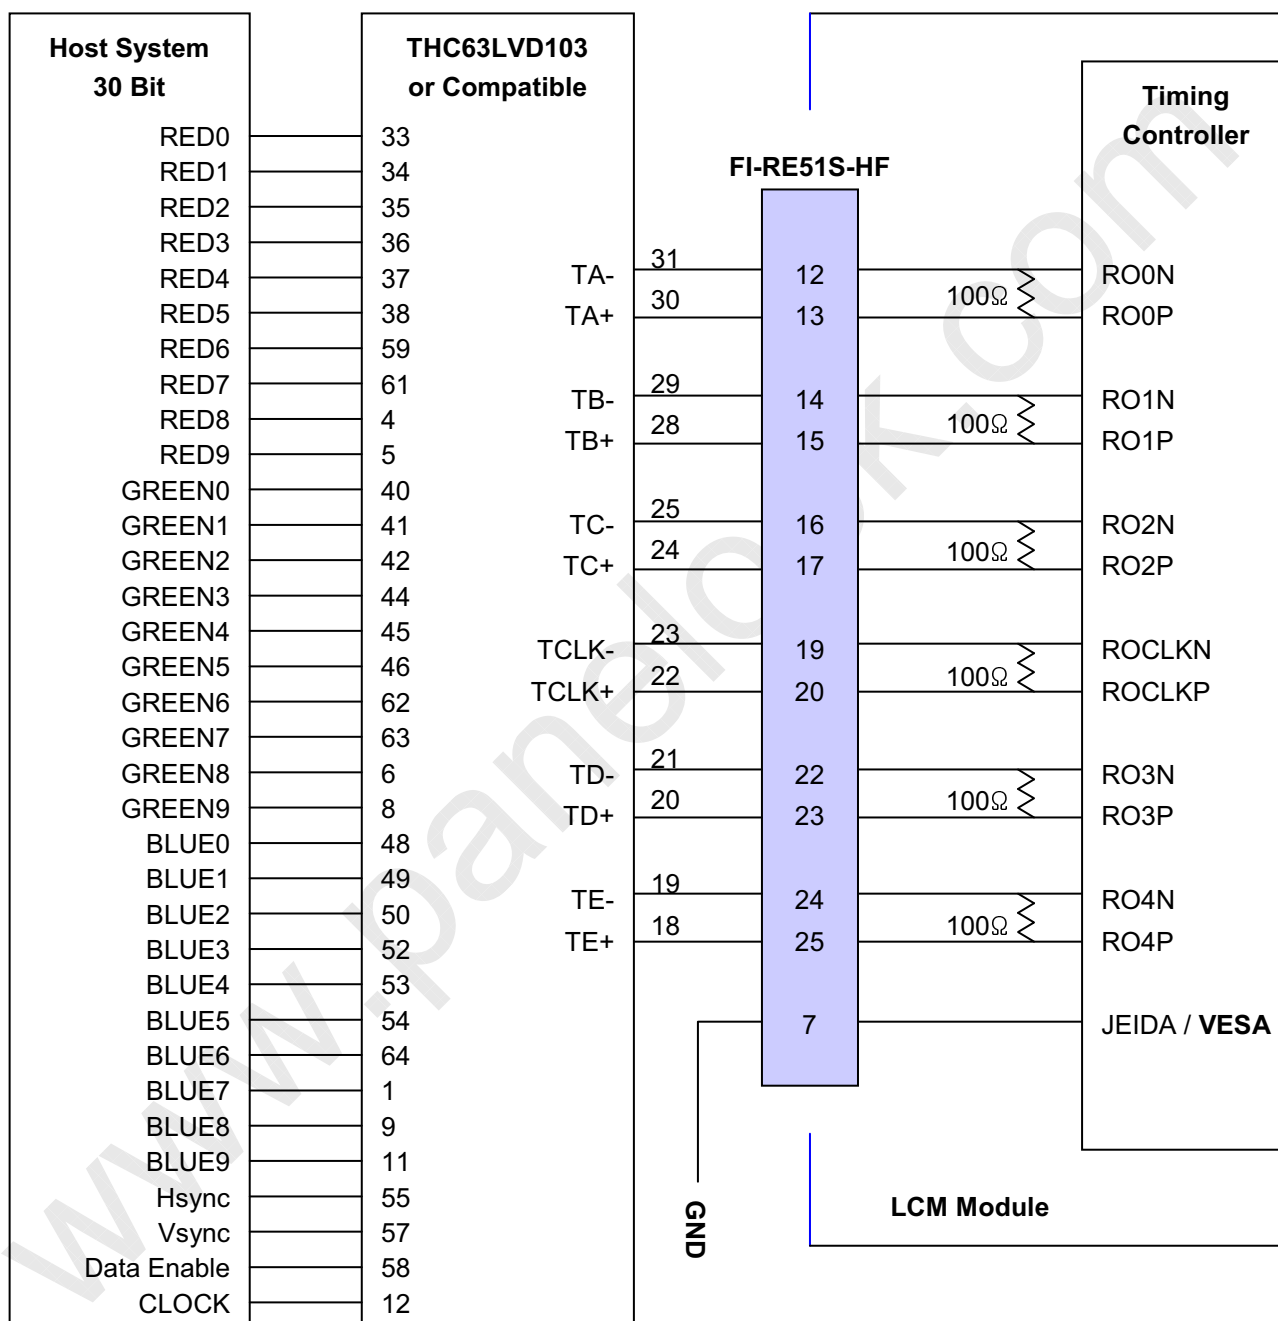 Host System
30 Bit
THC63LVD103
or Compatible
Timing
Controller
FI-RE51S-HF
RED0 33
RED1 34
RED2 35
RED3 36
RED4 37
RED5 38
RED6 59
RED7 61
RED8 4
RED9 5
GREEN0 40
GREEN1 41
GREEN2 42
GREEN3 44
GREEN4 45
GREEN5 46
GREEN6 62
GREEN7 63
GREEN8 6
GREEN9 8
BLUE0 48
BLUE1 49
BLUE2 50
BLUE3 52
BLUE4 53
BLUE5 54
BLUE6 64
BLUE7 1
BLUE8 9
BLUE9 11
Hsync 55
Vsync 57
Data Enable 58
CLOCK 12
TA- 31 12 RO0N
100Ω
TA+ 30 13 RO0P
TB- 29 14 RO1N
100Ω
TB+ 28 15 RO1P
TC- 25 16 RO2N
100Ω
TC+ 24 17 RO2P
TCLK- 23 19 ROCLKN
100Ω
TCLK+ 22 20 ROCLKP
TD- 21 22 RO3N
100Ω
TD+ 20 23 RO3P
TE- 19 24 RO4N
100Ω
TE+ 18 25 RO4P
7 JEIDA / VESA
GND
LCM Module
www.panelook.com